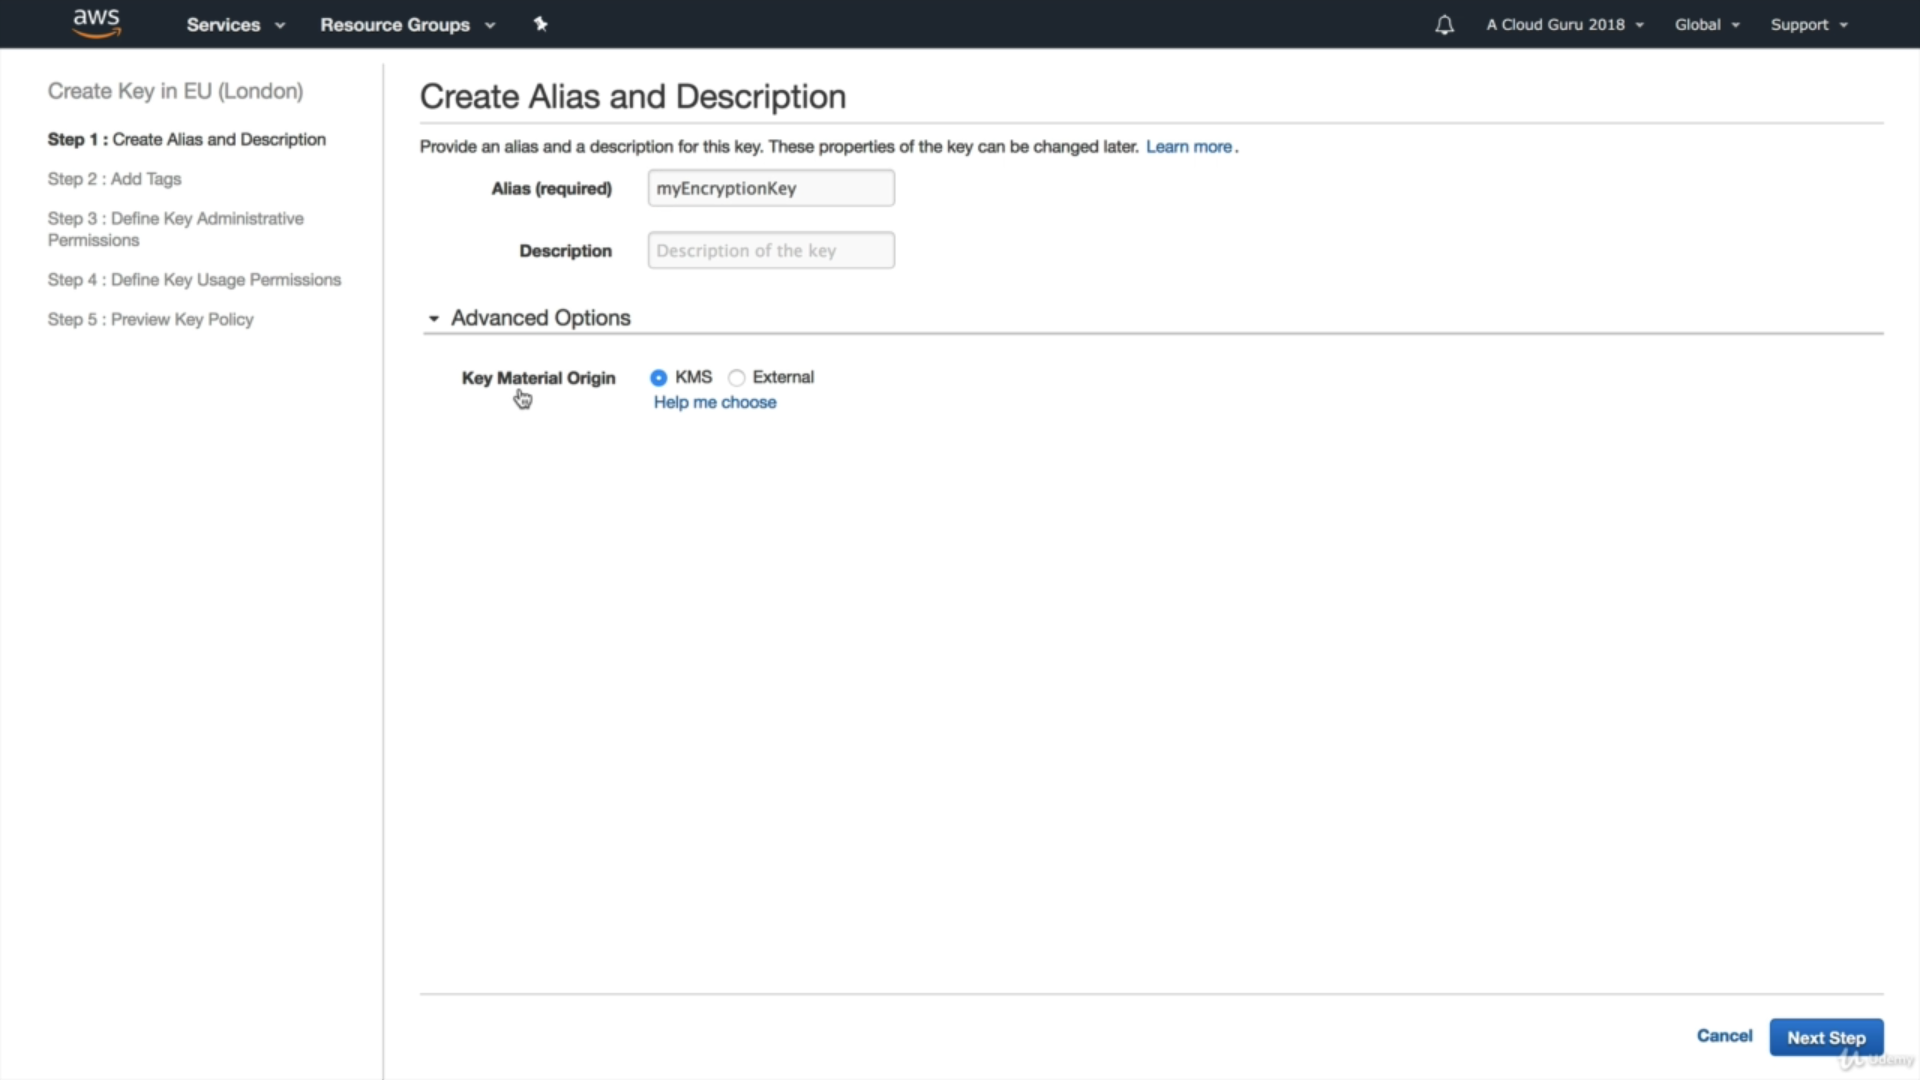 aws Services Resource Groups A Cloud Guru 2018 Global Support
Create Key in EU (London)
Step 1 : Create Alias and Description
Step 2 : Add Tags
Step 3 : Define Key Administrative
Permissions
Step 4 : Define Key Usage Permissions
Step 5 : Preview Key Policy
Create Alias and Description
Provide an alias and a description for this key. These properties of the key can be changed later. Learn more.
Alias (required) myEncryptionKey
Description Description of the key
Advanced Options
Key Material Origin KMS External
Help me choose
Cancel Next Step
Udemy